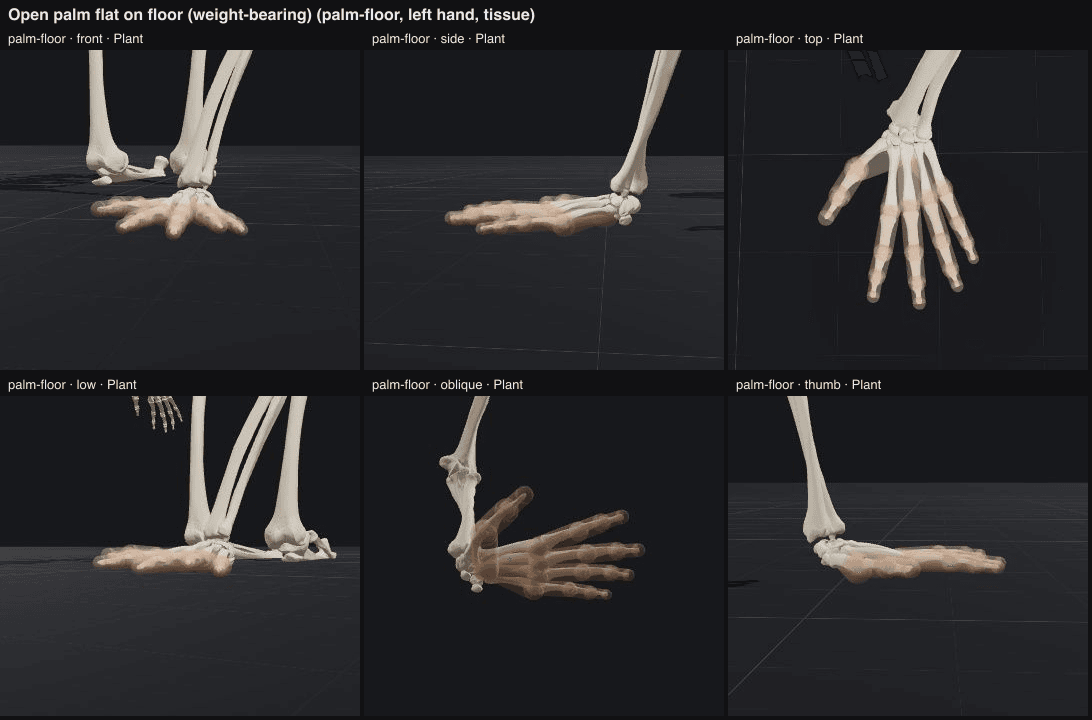 Open palm flat on floor (weight-bearing) (palm-floor, left hand, tissue)
palm-floor · front · Plant
palm-floor · side · Plant
palm-floor · top · Plant
palm-floor · low · Plant
palm-floor · oblique · Plant
palm-floor · thumb · Plant